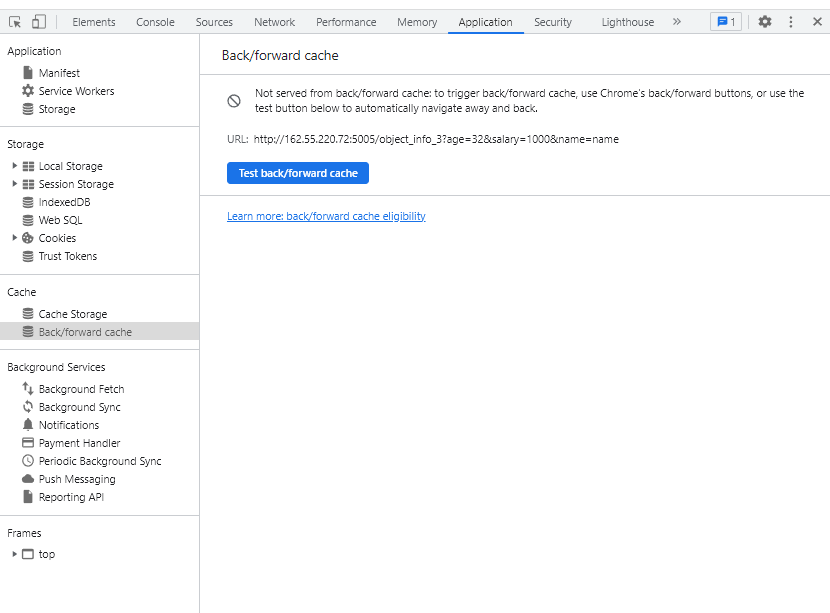 Elements Console Sources Network Performance Memory Application Security Lighthouse » 1
Application
Manifest
Service Workers
Storage
Storage
Local Storage
Session Storage
IndexedDB
Web SQL
Cookies
Trust Tokens
Cache
Cache Storage
Back/forward cache
Background Services
Background Fetch
Background Sync
Notifications
Payment Handler
Periodic Background Sync
Push Messaging
Reporting API
Frames
top
Back/forward cache
Not served from back/forward cache: to trigger back/forward cache, use Chrome's back/forward buttons, or use the
test button below to automatically navigate away and back.
URL: http://162.55.220.72:5005/object_info_3?age=32&salary=1000&name=name
Test back/forward cache
Learn more: back/forward cache eligibility